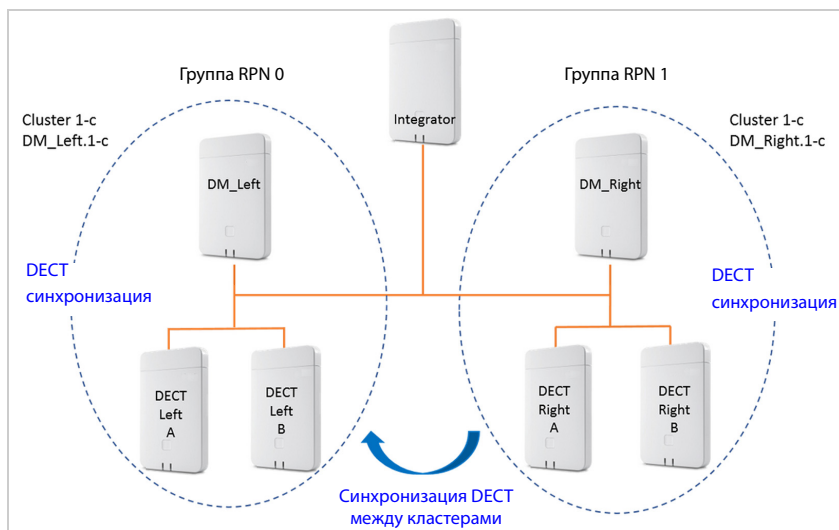 Группа RPN 0
Группа RPN 1
Integrator
Cluster 1-c
DM_Left.1-c
Cluster 1-c
DM_Right.1-c
DM_Left
DM_Right
DECT
синхронизация
DECT
синхронизация
DECT
Left
A
DECT
Left
B
DECT
Right
A
DECT
Right
B
Синхронизация DECT
между кластерами